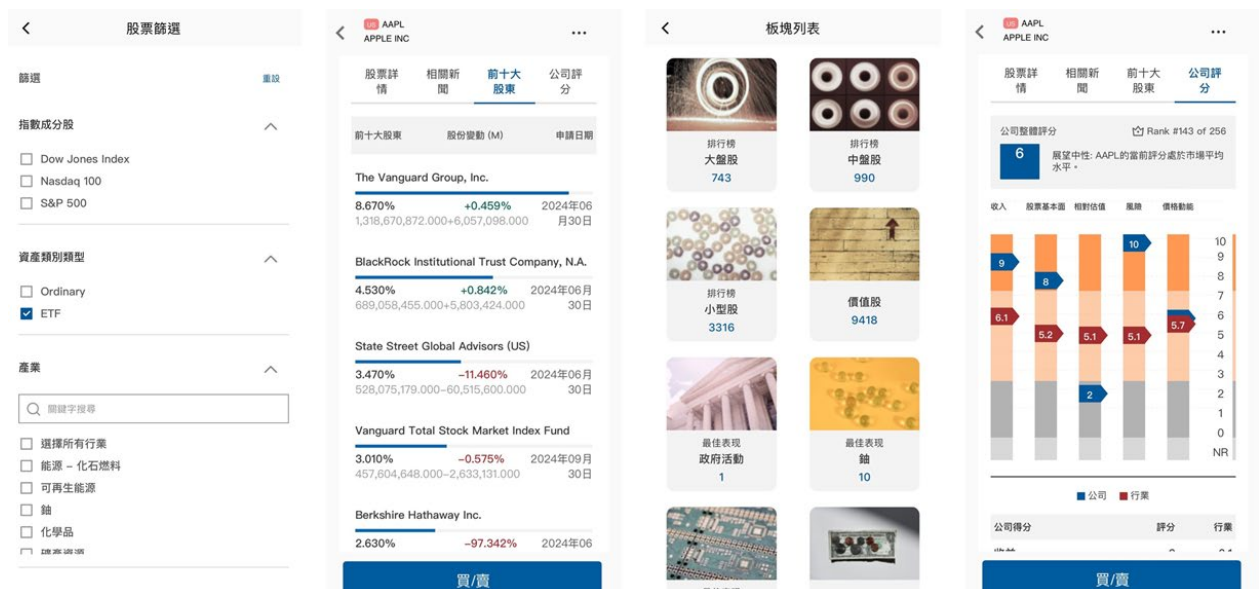 股票篩選
篩選
重設
指數成分股
Dow Jones Index
Nasdaq 100
S&P 500
資產類別類型
Ordinary
ETF
產業
關鍵字搜尋
選擇所有行業
能源 – 化石燃料
可再生能源
鈾
化學品
礦產資源
US AAPL
APPLE INC
股票詳情
相關新聞
前十大股東
公司評分
前十大股東 股份變動 (M) 申請日期
The Vanguard Group, Inc.
8.670% +0.459% 2024年06月30日
1,318,670,872.000+6,057,098.000
BlackRock Institutional Trust Company, N.A.
4.530% +0.842% 2024年06月30日
689,058,455.000+5,803,424.000
State Street Global Advisors (US)
3.470% –11.460% 2024年06月30日
528,075,179.000–60,515,600.000
Vanguard Total Stock Market Index Fund
3.010% –0.575% 2024年09月30日
457,604,648.000–2,633,131.000
Berkshire Hathaway Inc.
2.630% –97.342% 2024年06
買/賣
板塊列表
排行榜
大盤股
743
排行榜
中盤股
990
排行榜
小型股
3316
價值股
9418
最佳表現
政府活動
1
最佳表現
鈾
10
US AAPL
APPLE INC
股票詳情
相關新聞
前十大股東
公司評分
公司整體評分
Rank #143 of 256
6
展望中性: AAPL的當前評分處於市場平均水平。
收入 股票基本面 相對估值 風險 價格動能
10
9
8
7
6
5
4
3
2
1
0
NR
9
8
10
6.1
5.2
5.1
5.1
5.7
2
公司 行業
公司得分 評分 行業
買/賣